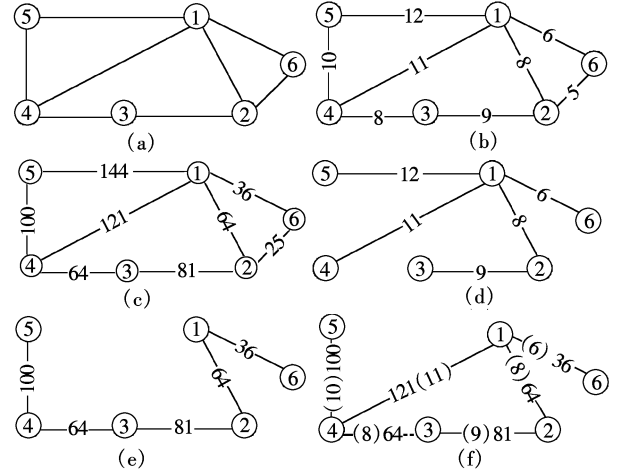 5 1 6 4 3 2
(a)
5 12 1 6 6 10 11 8 5 4 8 3 9 2
(b)
5 144 1 36 6 100 121 64 25 4 64 3 81 2
(c)
5 12 1 6 6 11 8 4 3 9 2
(d)
5 1 36 6 100 64 4 64 3 81 2
(e)
5 1 (6) 36 6 (10)100 121(11) (8)64 4 (8)64 3 (9)81 2
(f)